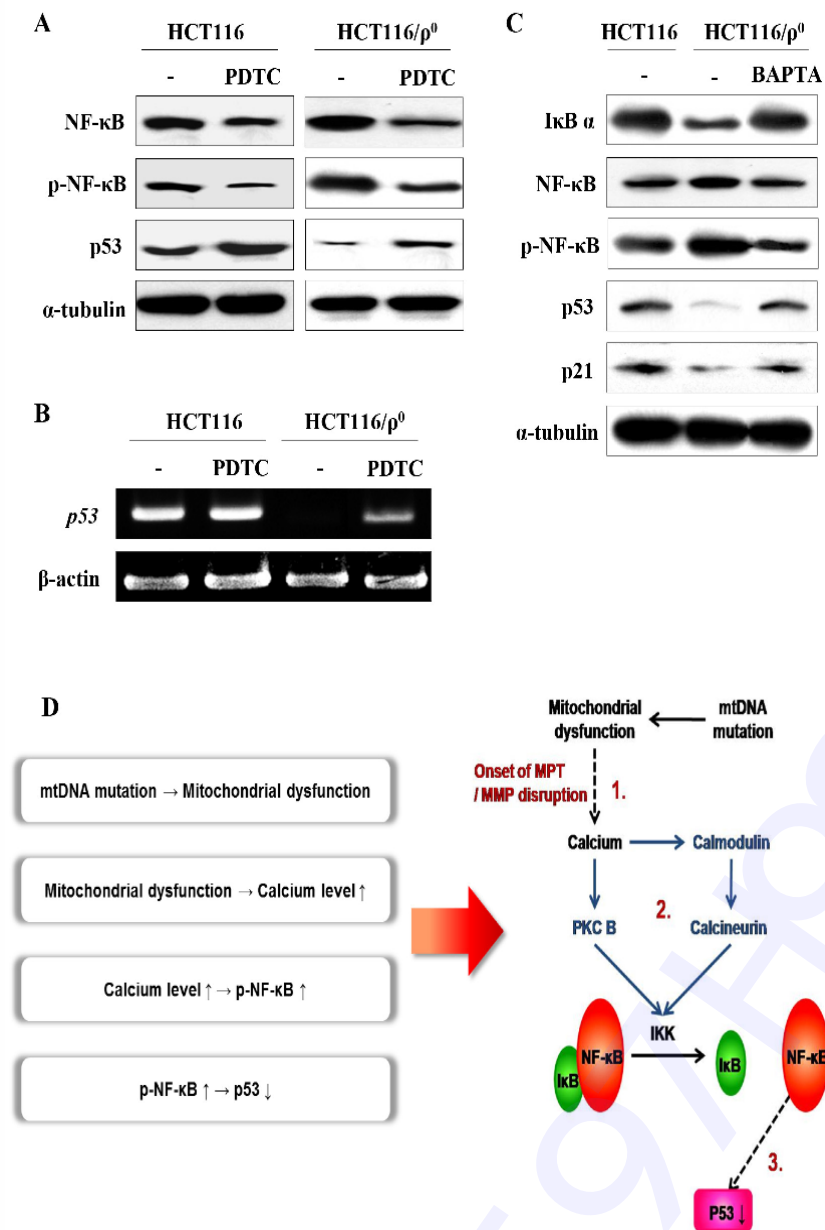 A
HCT116 HCT116/ρ⁰
- PDTC - PDTC
NF-κB
p-NF-κB
p53
α-tubulin
B
HCT116 HCT116/ρ⁰
- PDTC - PDTC
p53
β-actin
C
HCT116 HCT116/ρ⁰
- - BAPTA
IκB α
NF-κB
p-NF-κB
p53
p21
α-tubulin
D
mtDNA mutation → Mitochondrial dysfunction
Mitochondrial dysfunction → Calcium level ↑
Calcium level ↑ → p-NF-κB ↑
p-NF-κB ↑ → p53 ↓
Mitochondrial mtDNA
dysfunction mutation
Onset of MPT
/ MMP disruption 1.
Calcium Calmodulin
PKC B 2. Calcineurin
IKK
IκB NF-κB IκB NF-κB
3.
P53 ↓